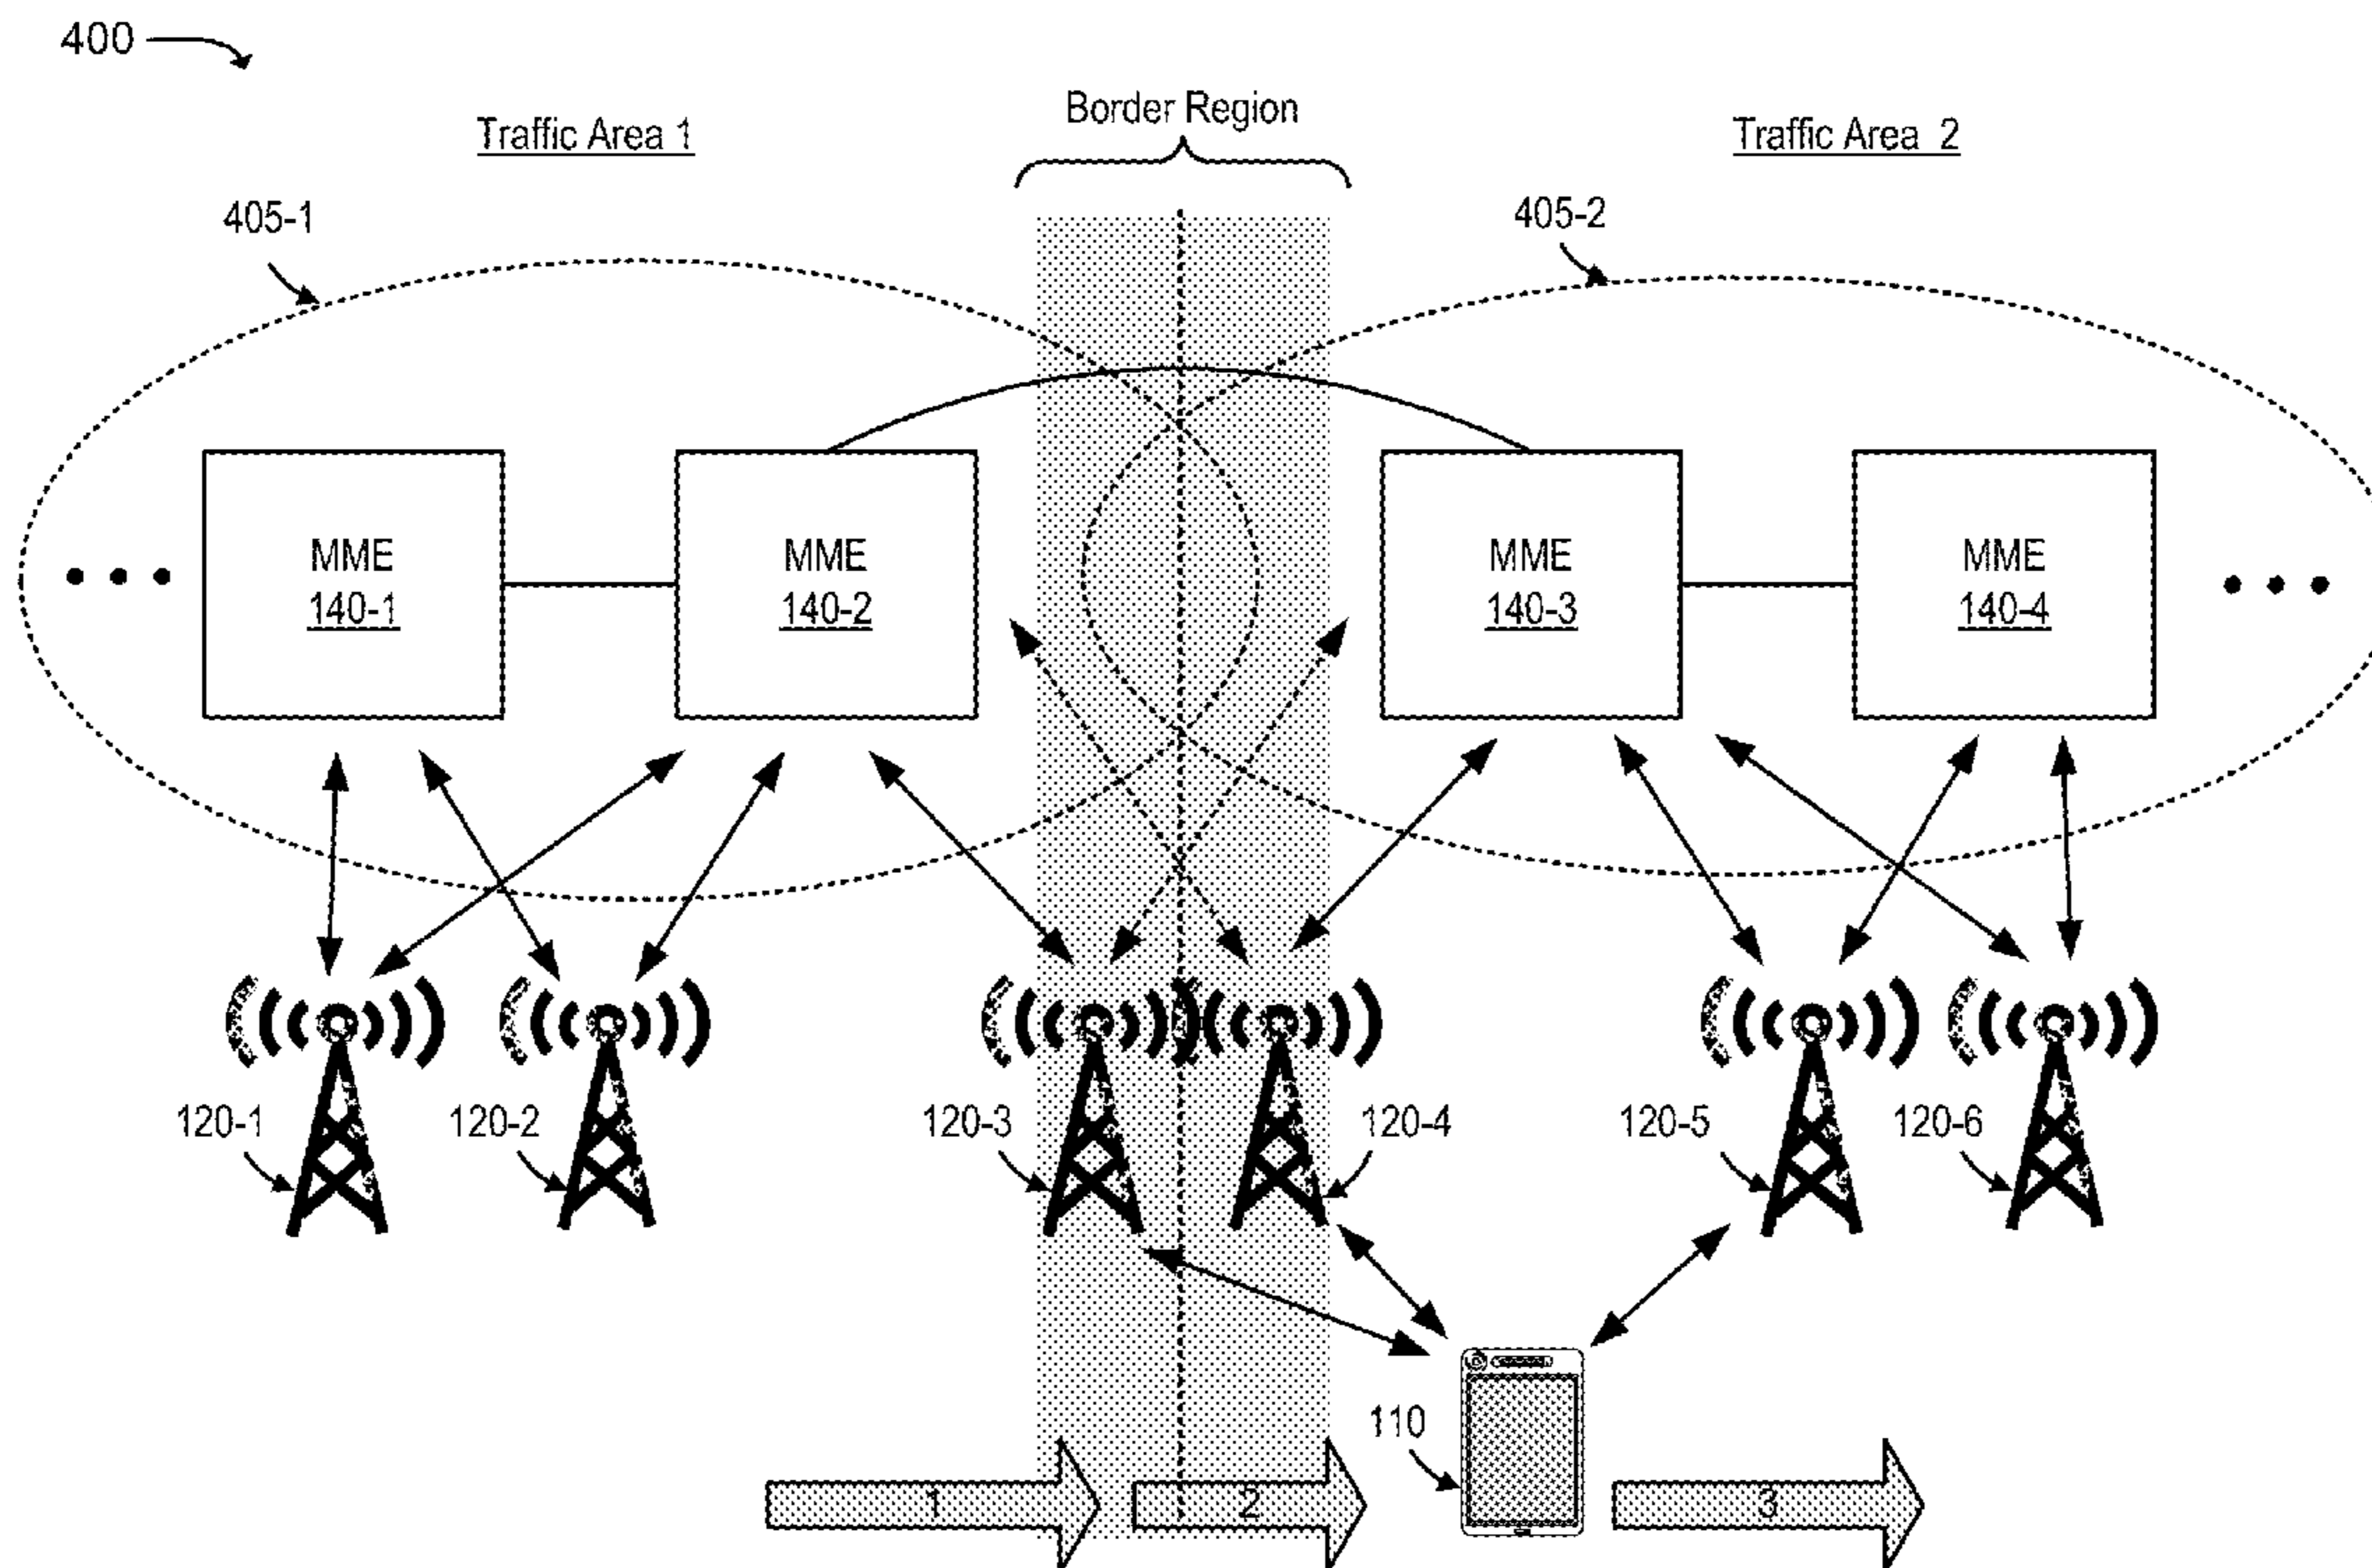 400
Border Region
Traffic Area 1
Traffic Area 2
405-1
405-2
MME
140-1
MME
140-2
MME
140-3
MME
140-4
120-1
120-2
120-3
120-4
120-5
120-6
110
1
2
3